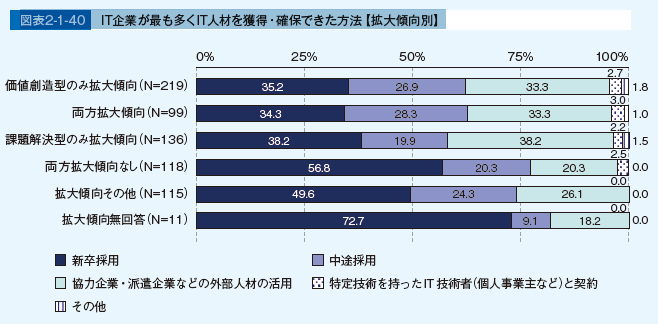 図表2-1-40 IT企業が最も多くIT人材を獲得・確保できた方法【拡大傾向別】
0% 25% 50% 75% 100%
2.7
価値創造型のみ拡大傾向(N=219) 35.2 26.9 33.3 1.8
3.0
両方拡大傾向(N=99) 34.3 28.3 33.3 1.0
2.2
課題解決型のみ拡大傾向(N=136) 38.2 19.9 38.2 1.5
2.5
両方拡大傾向なし(N=118) 56.8 20.3 20.3 0.0
0.0
拡大傾向その他(N=115) 49.6 24.3 26.1 0.0
0.0
拡大傾向無回答(N=11) 72.7 9.1 18.2 0.0
新卒採用 中途採用
協力企業・派遣企業などの外部人材の活用 特定技術を持ったIT技術者(個人事業主など)と契約
その他